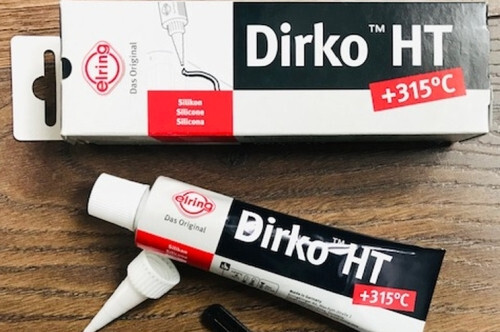 elring
Das Original
Dirko™ HT
+315°C
Silikon
Silicone
Silicona
elring
Das Original
Dirko™ HT
+315°C
Silikon